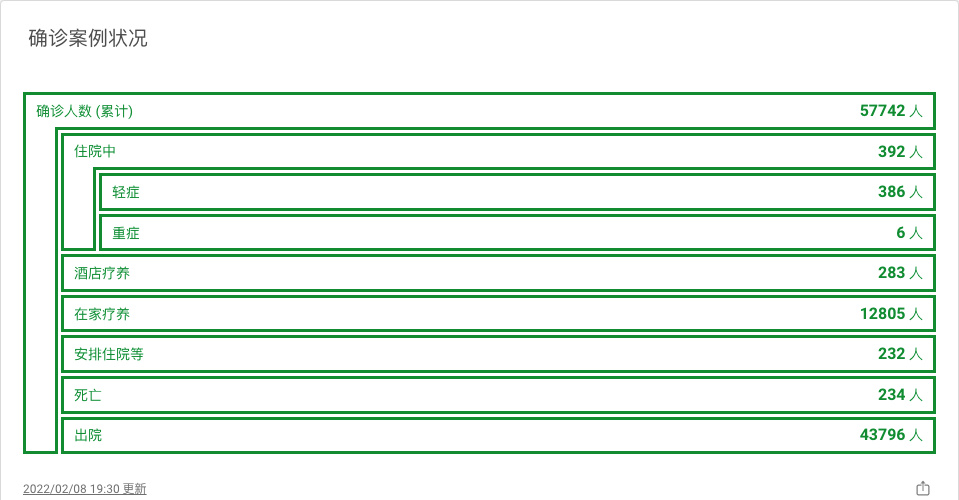 确诊案例状况
确诊人数 (累计) 57742 人
住院中 392 人
轻症 386 人
重症 6 人
酒店疗养 283 人
在家疗养 12805 人
安排住院等 232 人
死亡 234 人
出院 43796 人
2022/02/08 19:30 更新